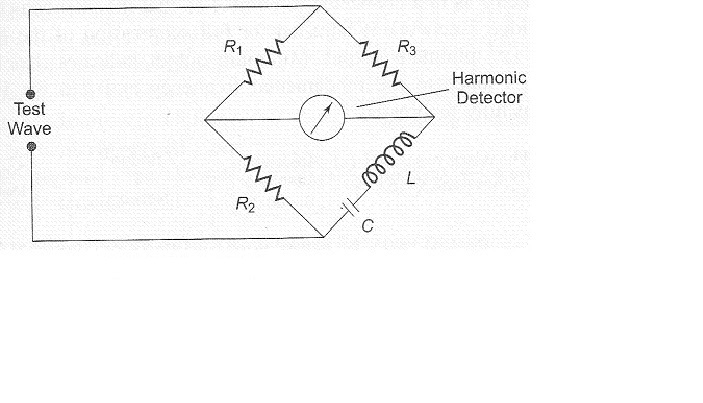 R1
R3
Harmonic
Detector
Test
Wave
L
R2
C